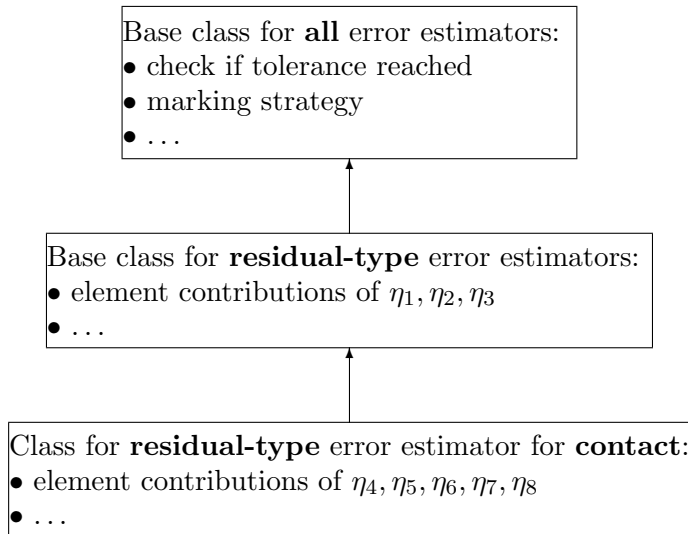 Base class for all error estimators:
• check if tolerance reached
• marking strategy
• ...
Base class for residual-type error estimators:
• element contributions of η₁, η₂, η₃
• ...
Class for residual-type error estimator for contact:
• element contributions of η₄, η₅, η₆, η₇, η₈
• ...